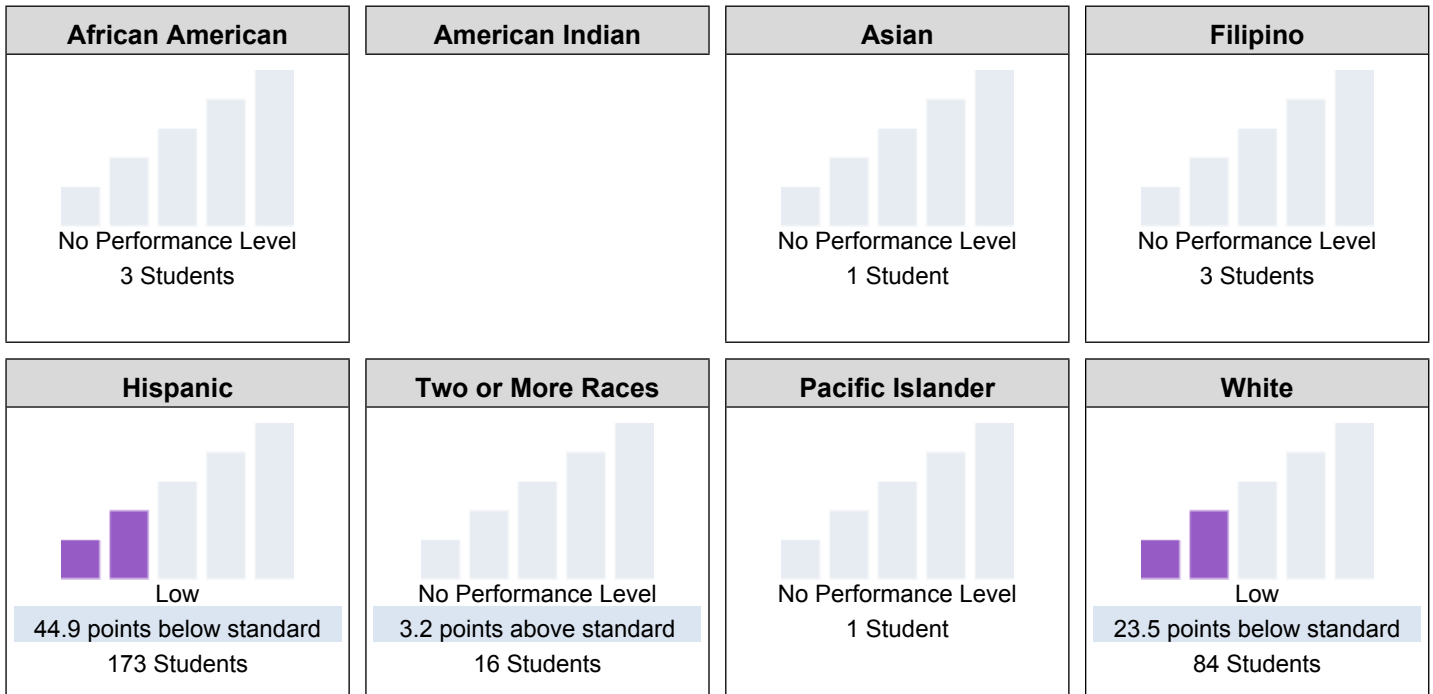 African American
American Indian
Asian
Filipino
No Performance Level
3 Students
No Performance Level
1 Student
No Performance Level
3 Students
Hispanic
Two or More Races
Pacific Islander
White
Low
44.9 points below standard
173 Students
No Performance Level
3.2 points above standard
16 Students
No Performance Level
1 Student
Low
23.5 points below standard
84 Students